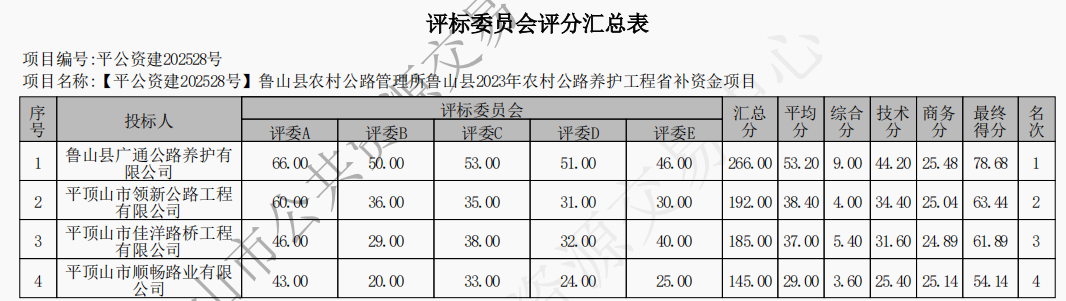 评标委员会评分汇总表
项目编号:平公资建202528号
项目名称:【平公资建202528号】鲁山县农村公路管理所鲁山县2023年农村公路养护工程省补资金项目
序号 投标人 评标委员会 汇总分 平均分 综合分 技术分 商务分 最终得分 名次
评委A 评委B 评委C 评委D 评委E
1 鲁山县广通公路养护有限公司 66.00 50.00 53.00 51.00 46.00 266.00 53.20 9.00 44.20 25.48 78.68 1
2 平顶山市领新公路工程有限公司 60.00 36.00 35.00 31.00 30.00 192.00 38.40 4.00 34.40 25.04 63.44 2
3 平顶山市佳洋路桥工程有限公司 46.00 29.00 38.00 32.00 40.00 185.00 37.00 5.40 31.60 24.89 61.89 3
4 平顶山市顺畅路业有限公司 43.00 20.00 33.00 24.00 25.00 145.00 29.00 3.60 25.40 25.14 54.14 4
山市公共资源交易
资源交易中心